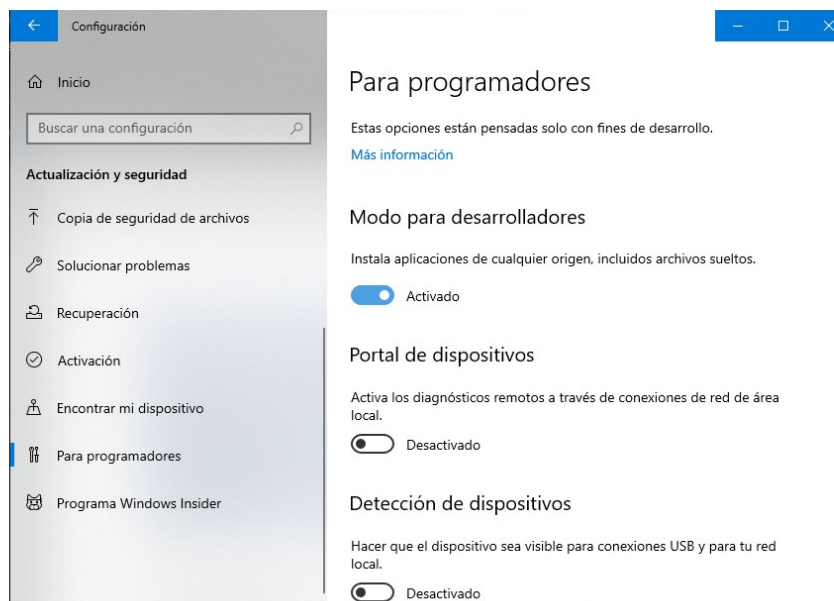 Configuración
Inicio
Buscar una configuración
Actualización y seguridad
Copia de seguridad de archivos
Solucionar problemas
Recuperación
Activación
Encontrar mi dispositivo
Para programadores
Programa Windows Insider
Para programadores
Estas opciones están pensadas solo con fines de desarrollo.
Más información
Modo para desarrolladores
Instala aplicaciones de cualquier origen, incluidos archivos sueltos.
Activado
Portal de dispositivos
Activa los diagnósticos remotos a través de conexiones de red de área
local.
Desactivado
Detección de dispositivos
Hacer que el dispositivo sea visible para conexiones USB y para tu red
local.
Desactivado